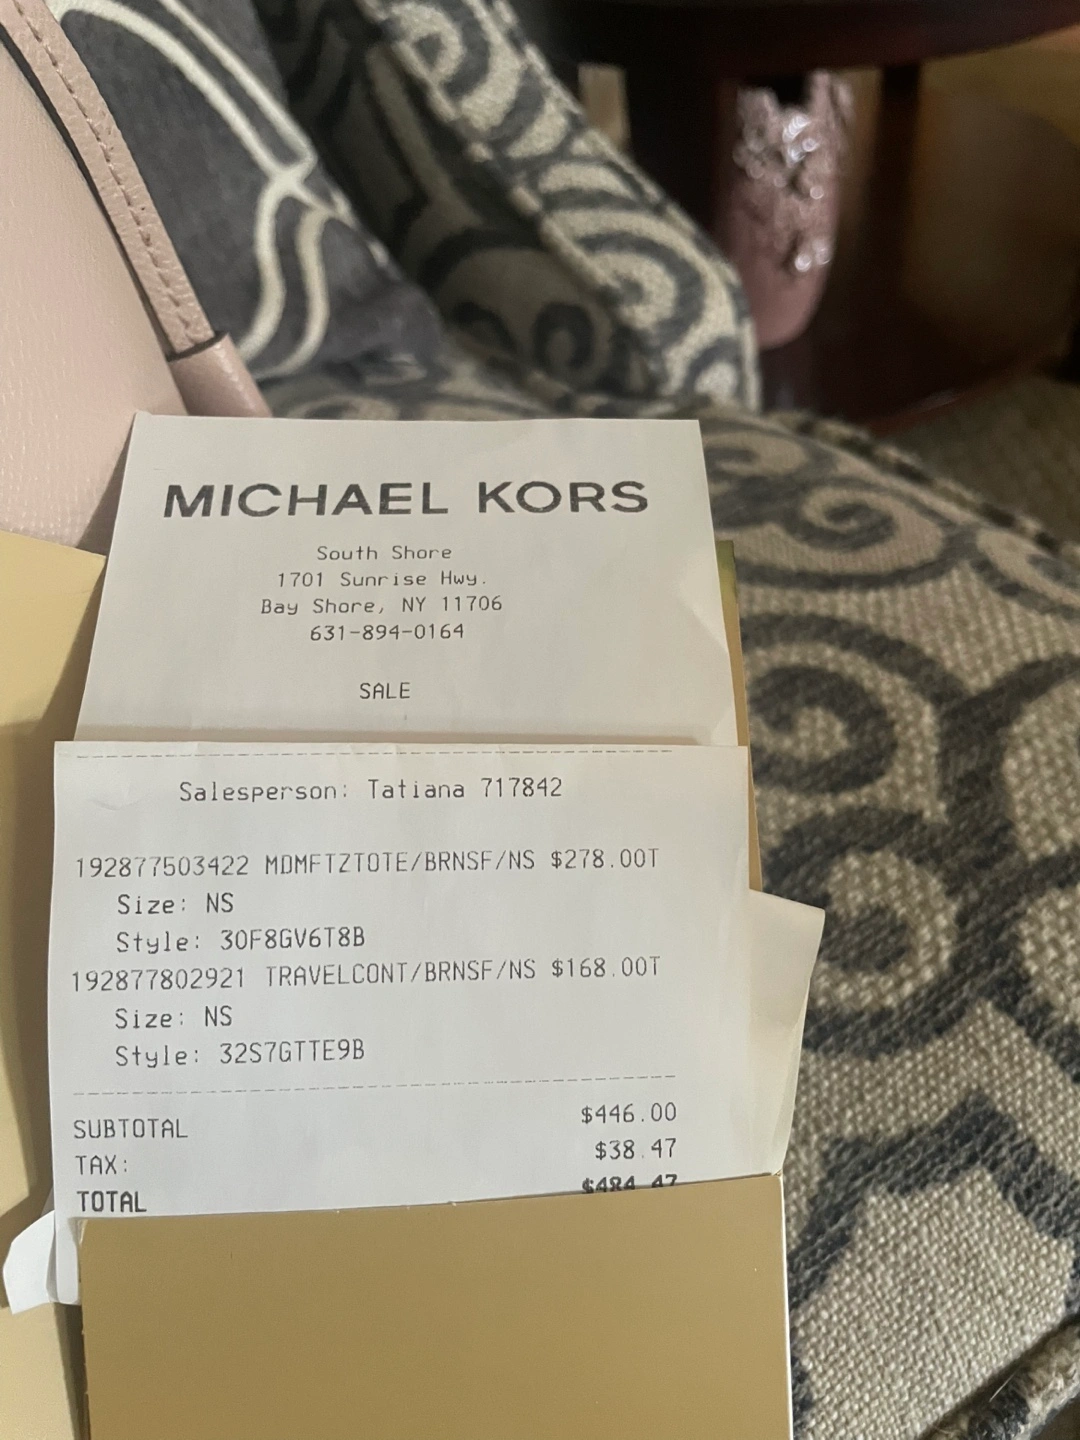 MICHAEL KORS
South Shore
1701 Sunrise Hwy.
Bay Shore, NY 11706
631-894-0164
SALE
Salesperson: Tatiana 717842
192877503422 MDMFTZTOTE/BRNSF/NS $278.00T
Size: NS
Style: 30F8GV6T8B
192877802921 TRAVELCONT/BRNSF/NS $168.00T
Size: NS
Style: 32S7GTTE9B
SUBTOTAL $446.00
TAX: $38.47
TOTAL $484.47